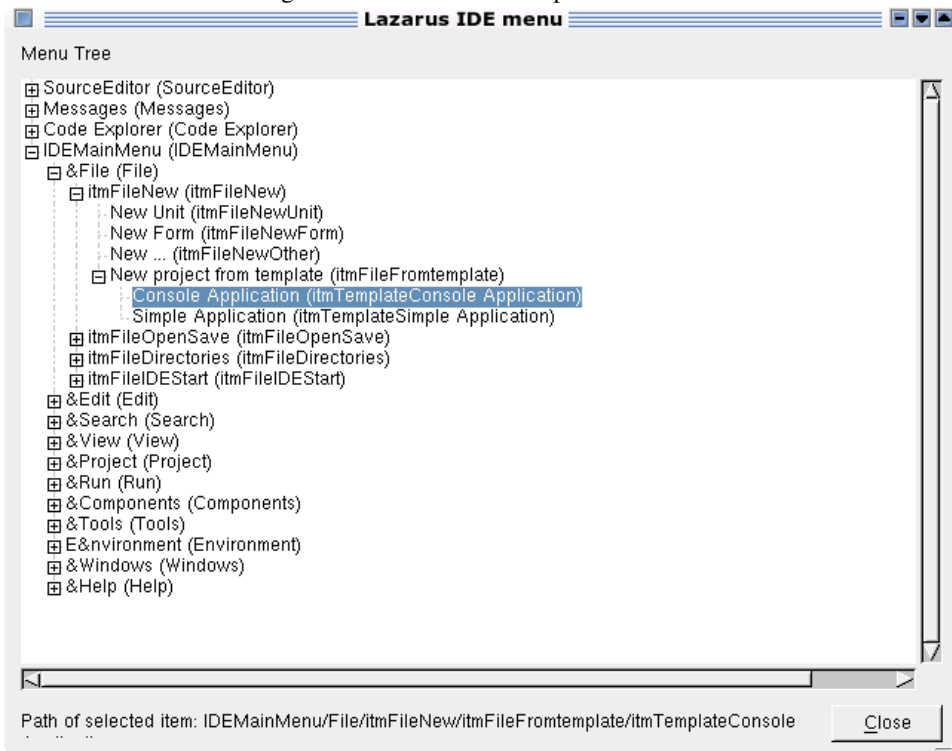 Lazarus IDE menu
Menu Tree
SourceEditor (SourceEditor)
Messages (Messages)
Code Explorer (Code Explorer)
IDEMainMenu (IDEMainMenu)
&File (File)
itmFileNew (itmFileNew)
New Unit (itmFileNewUnit)
New Form (itmFileNewForm)
New ... (itmFileNewOther)
New project from template (itmFileFromtemplate)
Console Application (itmTemplateConsole Application)
Simple Application (itmTemplateSimple Application)
itmFileOpenSave (itmFileOpenSave)
itmFileDirectories (itmFileDirectories)
itmFileIDEStart (itmFileIDEStart)
&Edit (Edit)
&Search (Search)
&View (View)
&Project (Project)
&Run (Run)
&Components (Components)
&Tools (Tools)
E&nvironment (Environment)
&Windows (Windows)
&Help (Help)
Path of selected item: IDEMainMenu/File/itmFileNew/itmFileFromtemplate/itmTemplateConsole
Close